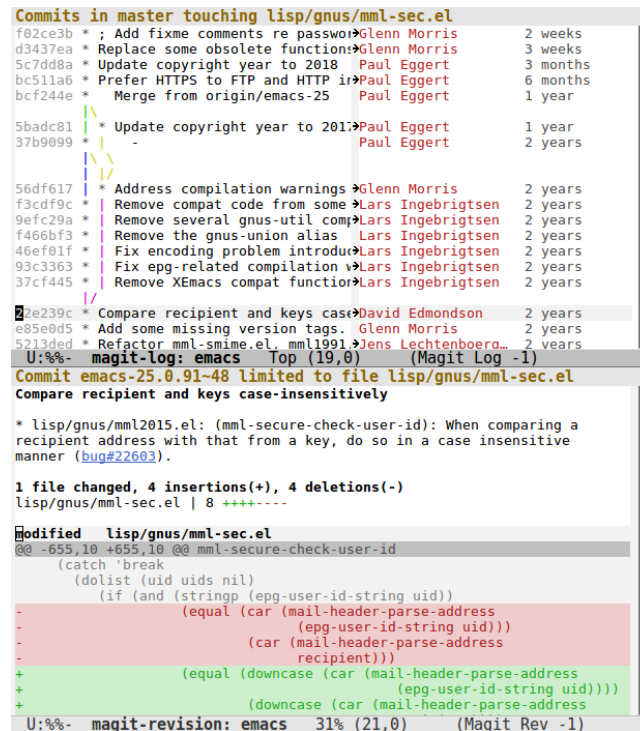 Commits in master touching lisp/gnus/mml-sec.el
f02ce3b * ; Add fixme comments re passwor Glenn Morris 2 weeks
d3437ea * Replace some obsolete functions Glenn Morris 3 weeks
5c7dd8a * Update copyright year to 2018 Paul Eggert 3 months
bc511a6 * Prefer HTTPS to FTP and HTTP in Paul Eggert 6 months
bcf244e * Merge from origin/emacs-25 Paul Eggert 1 year
|\
5badc81 | * Update copyright year to 2017 Paul Eggert 1 year
37b9099 * | - Paul Eggert 2 years
|\ \
| |/
56df617 | * Address compilation warnings Glenn Morris 2 years
f3cdf9c * | Remove compat code from some Lars Ingebrigtsen 2 years
9efc29a * | Remove several gnus-util comp Lars Ingebrigtsen 2 years
f466bf3 * | Remove the gnus-union alias Lars Ingebrigtsen 2 years
46ef01f * | Fix encoding problem introduc Lars Ingebrigtsen 2 years
93c3363 * | Fix epg-related compilation w Lars Ingebrigtsen 2 years
37cf445 * | Remove XEmacs compat function Lars Ingebrigtsen 2 years
|/
22e239c * Compare recipient and keys case David Edmondson 2 years
e85e0d5 * Add some missing version tags. Glenn Morris 2 years
5213ded * Refactor mml-smime.el, mml1991. Jens Lechtenboerg… 2 years
U:%%- magit-log: emacs Top (19,0) (Magit Log -1)
Commit emacs-25.0.91~48 limited to file lisp/gnus/mml-sec.el
Compare recipient and keys case-insensitively
* lisp/gnus/mml2015.el: (mml-secure-check-user-id): When comparing a
recipient address with that from a key, do so in a case insensitive
manner (bug#22603).
1 file changed, 4 insertions(+), 4 deletions(-)
lisp/gnus/mml-sec.el | 8 ++++----
modified lisp/gnus/mml-sec.el
@@ -655,10 +655,10 @@ mml-secure-check-user-id
(catch 'break
(dolist (uid uids nil)
(if (and (stringp (epg-user-id-string uid))
- (equal (car (mail-header-parse-address
- (epg-user-id-string uid)))
- (car (mail-header-parse-address
- recipient)))
+ (equal (downcase (car (mail-header-parse-address
+ (epg-user-id-string uid))))
+ (downcase (car (mail-header-parse-address
U:%%- magit-revision: emacs 31% (21,0) (Magit Rev -1)